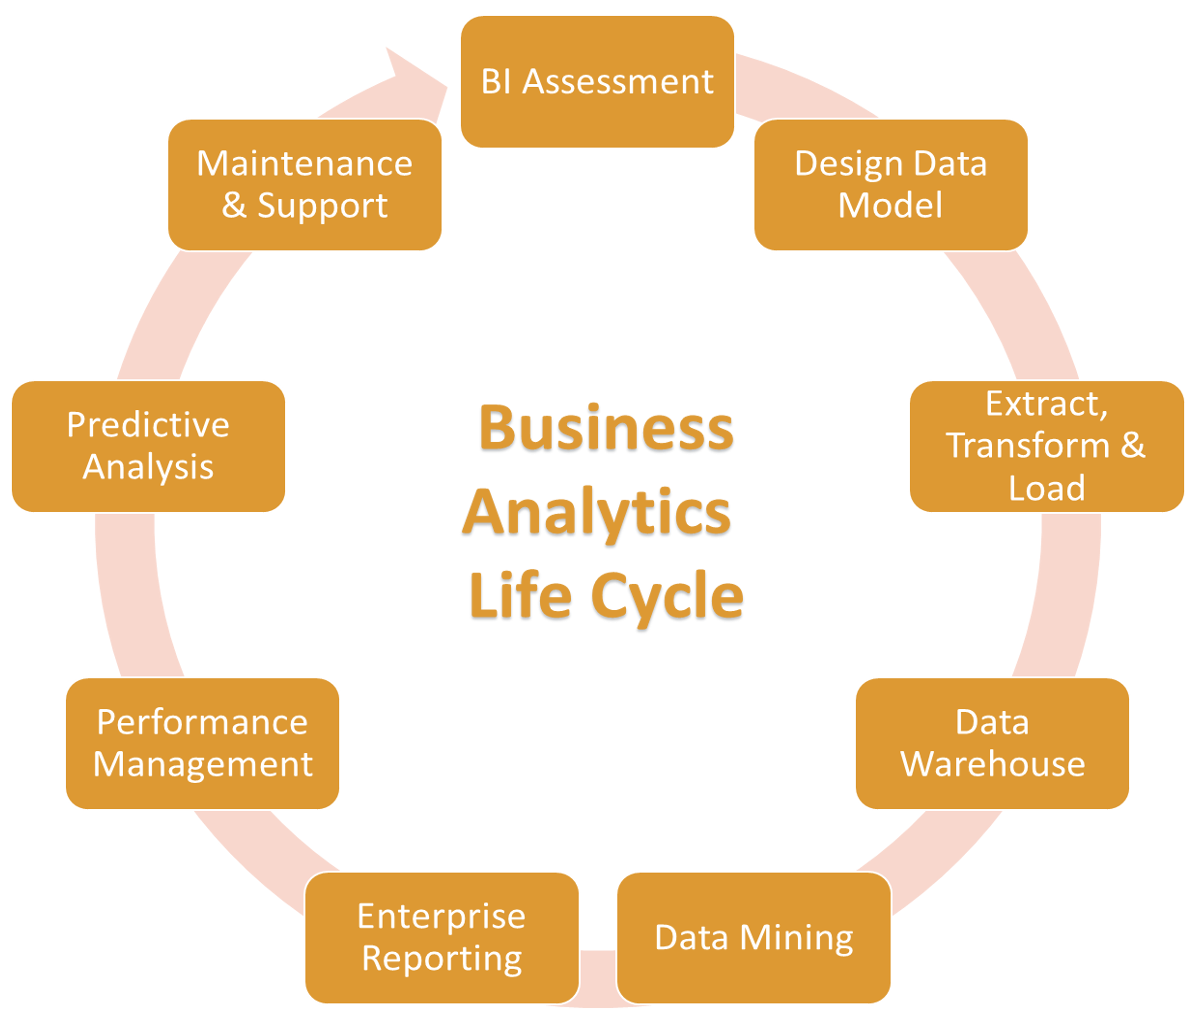 BI Assessment
Design Data
Model
Extract,
Transform &
Load
Data
Warehouse
Data Mining
Enterprise
Reporting
Performance
Management
Predictive
Analysis
Maintenance
& Support
Business
Analytics
Life Cycle